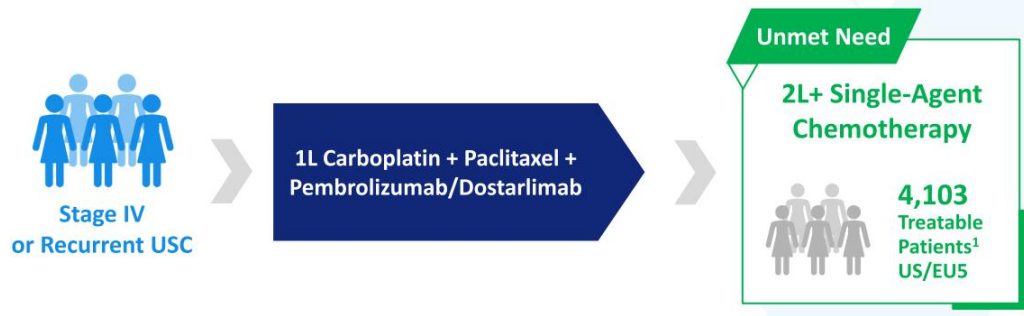 Stage IV
or Recurrent USC
1L Carboplatin + Paclitaxel +
Pembrolizumab/Dostarlimab
Unmet Need
2L+ Single-Agent
Chemotherapy
4,103
Treatable
Patients¹
US/EU5